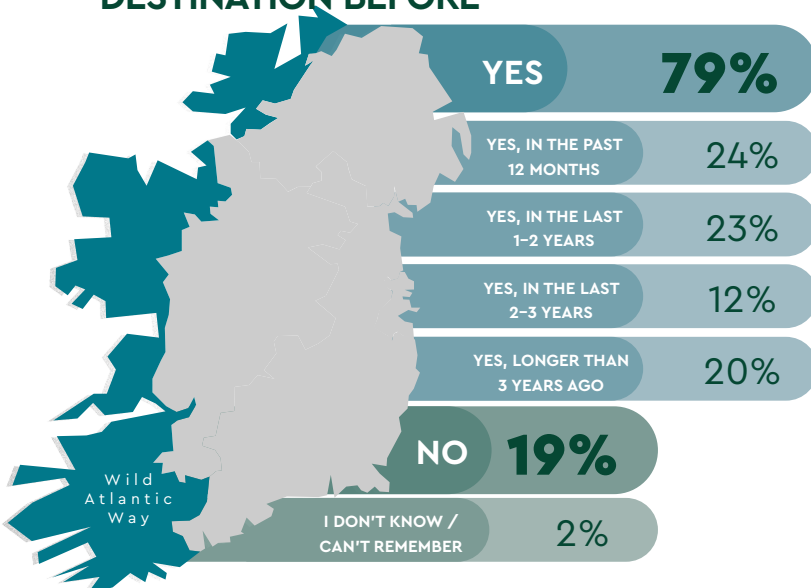 DESTINATION BEFORE
YES
79%
YES, IN THE PAST
12 MONTHS
24%
YES, IN THE LAST
1–2 YEARS
23%
YES, IN THE LAST
2–3 YEARS
12%
YES, LONGER THAN
3 YEARS AGO
20%
NO
19%
I DON'T KNOW /
CAN'T REMEMBER
2%
Wild
Atlantic
Way